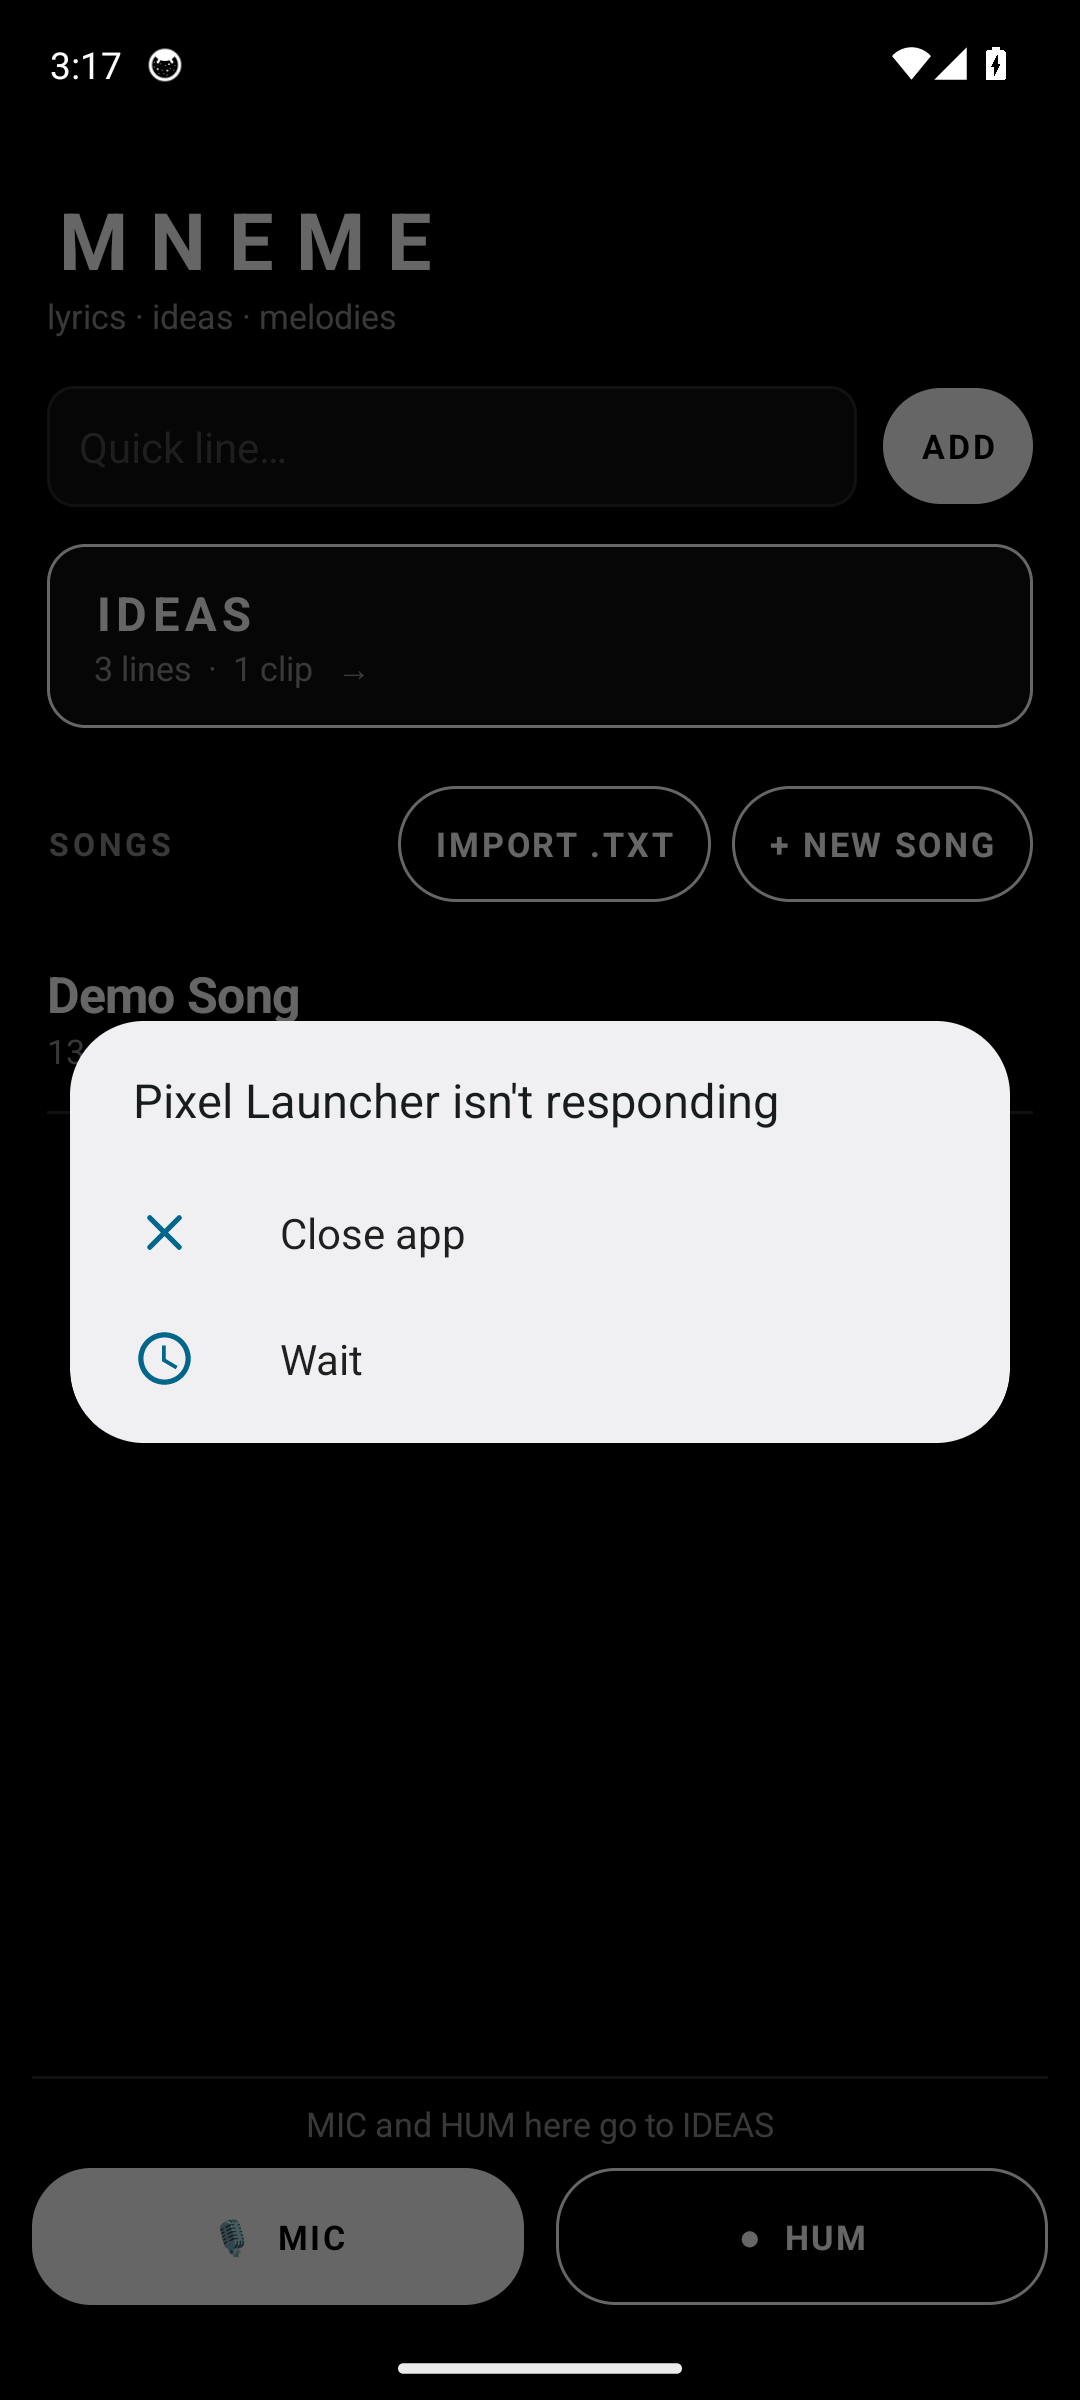 3:17
MNEME
lyrics · ideas · melodies
Quick line…
ADD
IDEAS
3 lines · 1 clip →
SONGS
IMPORT .TXT
+ NEW SONG
Demo Song
13
Pixel Launcher isn't responding
Close app
Wait
MIC and HUM here go to IDEAS
MIC
HUM